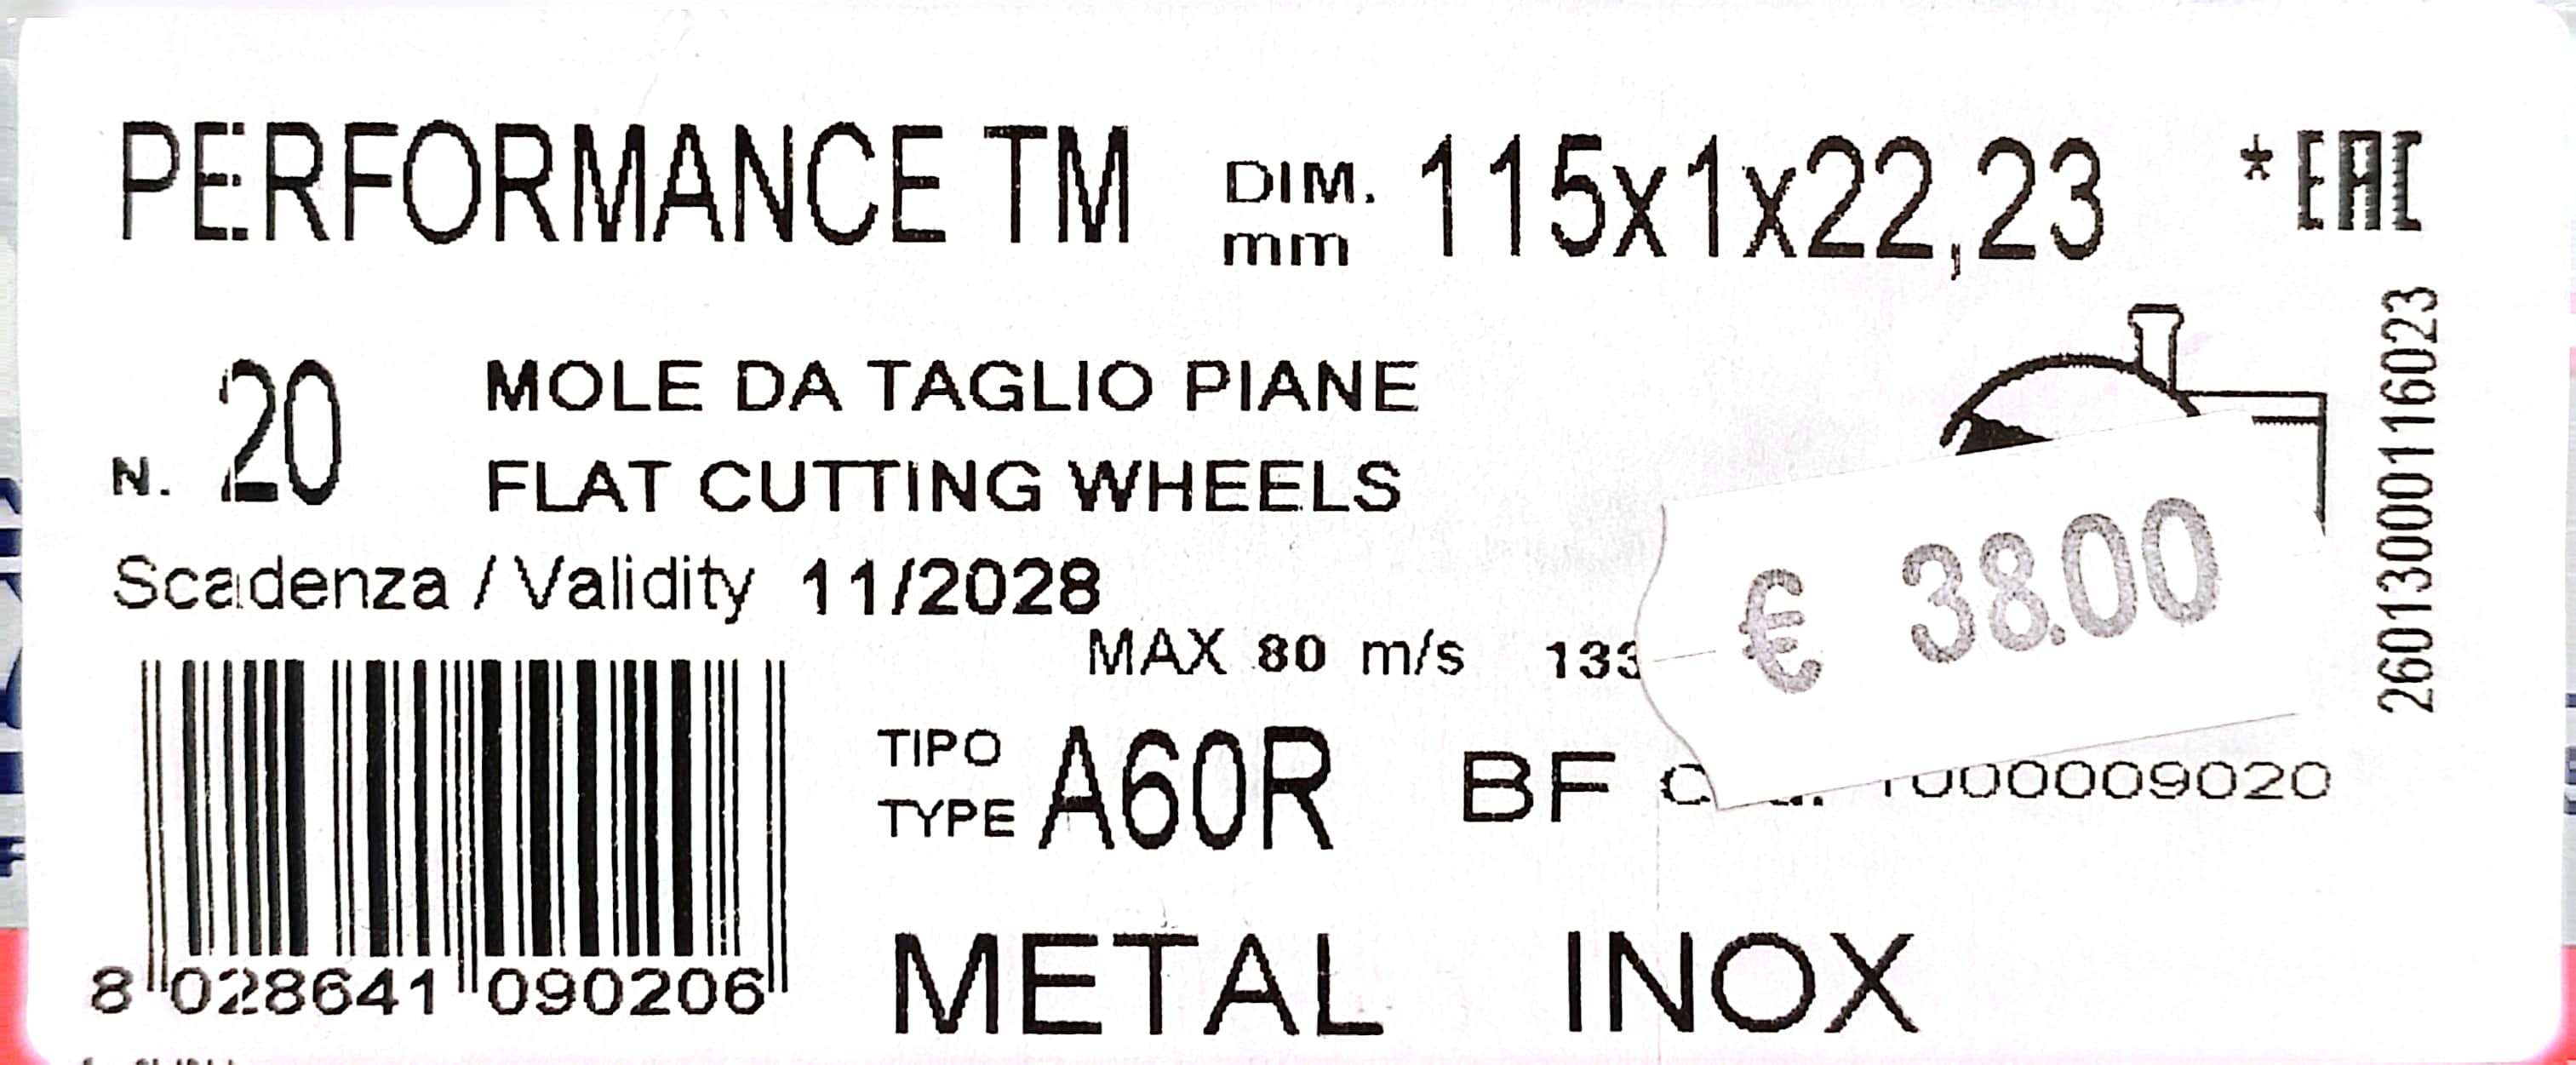 PERFORMANCE TM DIM. mm 115x1x22,23 *EAC
N. 20 MOLE DA TAGLIO PIANE
FLAT CUTTING WHEELS
26013000116023
Scadenza / Validity 11/2028
€ 38.00
MAX 80 m/s
TIPO
TYPE A60R BF 1000009020
8 028641 090206
METAL INOX